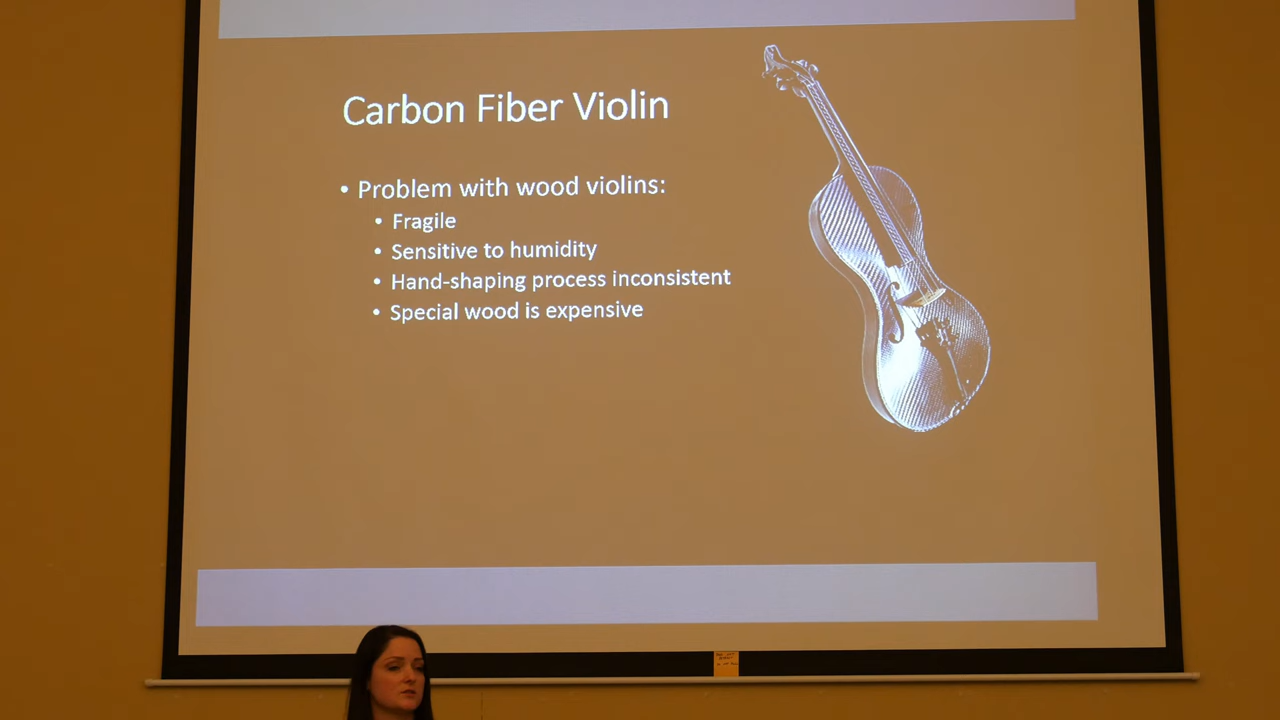 Carbon Fiber Violin
• Problem with wood violins:
• Fragile
• Sensitive to humidity
• Hand-shaping process inconsistent
• Special wood is expensive